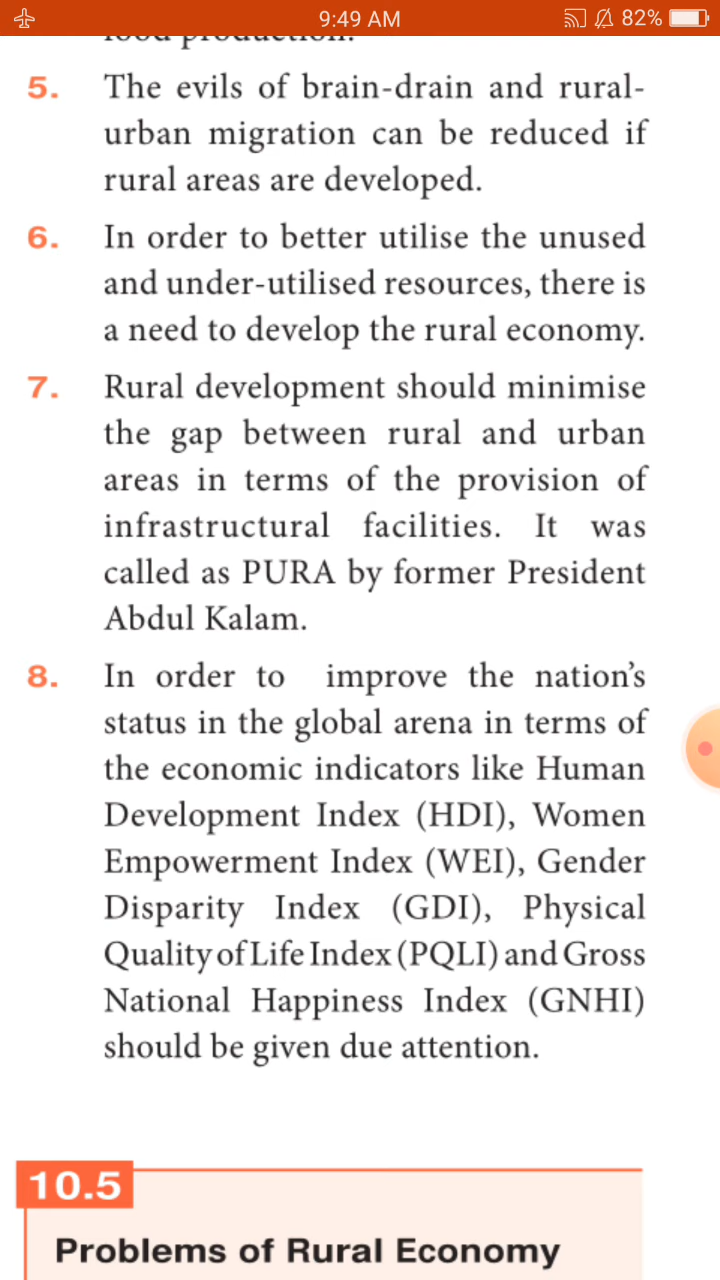 9:49 AM
82%
food production.
5. The evils of brain-drain and rural-
urban migration can be reduced if
rural areas are developed.
6. In order to better utilise the unused
and under-utilised resources, there is
a need to develop the rural economy.
7. Rural development should minimise
the gap between rural and urban
areas in terms of the provision of
infrastructural facilities. It was
called as PURA by former President
Abdul Kalam.
8. In order to improve the nation’s
status in the global arena in terms of
the economic indicators like Human
Development Index (HDI), Women
Empowerment Index (WEI), Gender
Disparity Index (GDI), Physical
Quality of Life Index (PQLI) and Gross
National Happiness Index (GNHI)
should be given due attention.
10.5
Problems of Rural Economy